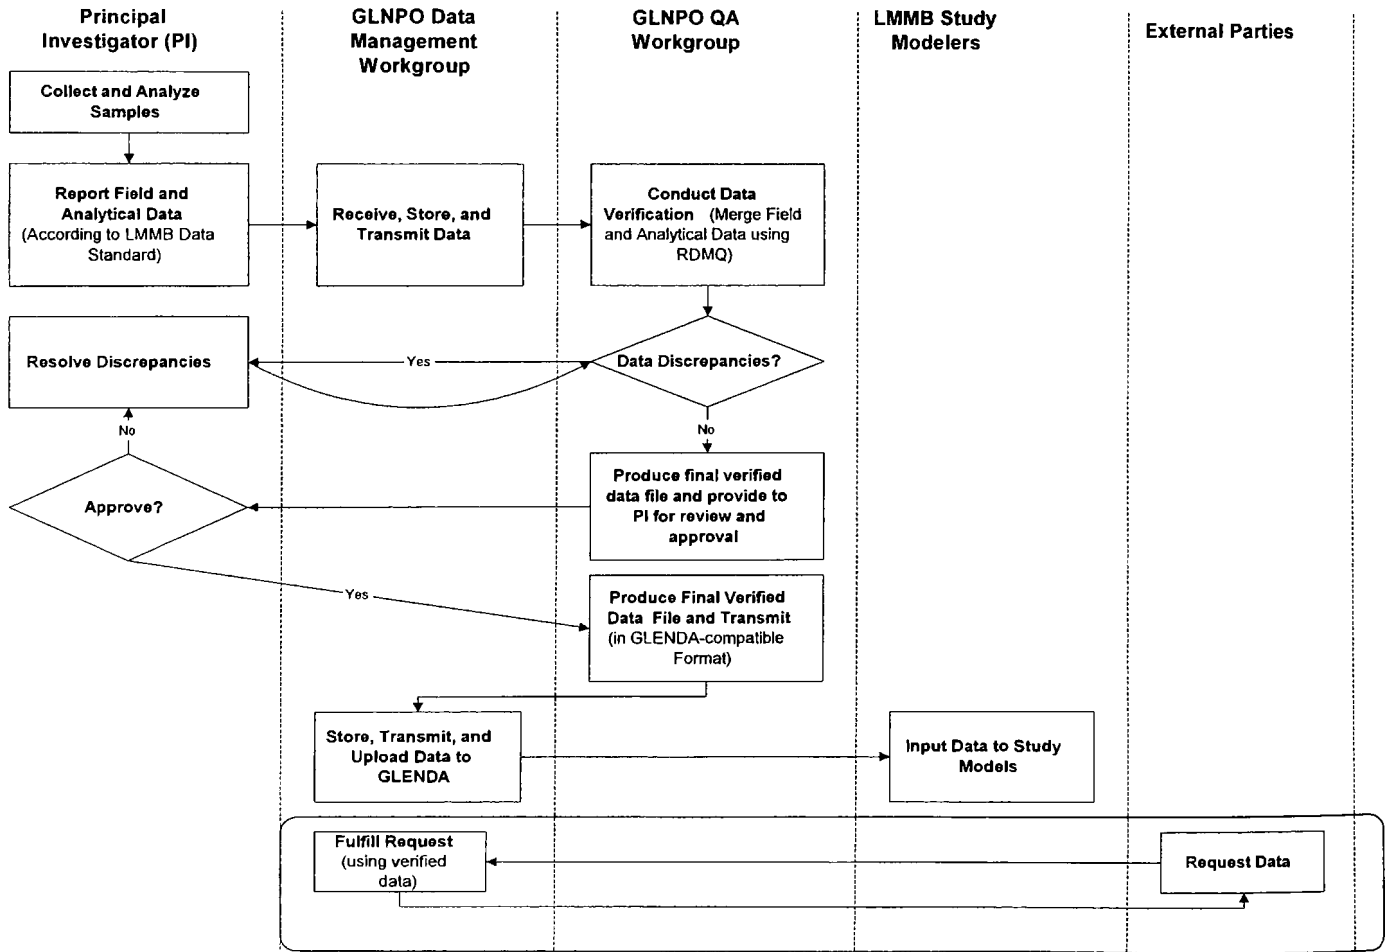 Principal
Investigator (PI)
GLNPO Data
Management
Workgroup
GLNPO QA
Workgroup
LMMB Study
Modelers
External Parties
Collect and Analyze
Samples
Report Field and
Analytical Data
(According to LMMB Data
Standard)
Receive, Store, and
Transmit Data
Conduct Data
Verification (Merge Field
and Analytical Data using
RDMQ)
Resolve Discrepancies
Yes
Data Discrepancies?
No
No
Approve?
Produce final verified
data file and provide to
PI for review and
approval
Yes
Produce Final Verified
Data File and Transmit
(in GLENDA-compatible
Format)
Store, Transmit, and
Upload Data to
GLENDA
Input Data to Study
Models
Fulfill Request
(using verified
data)
Request Data